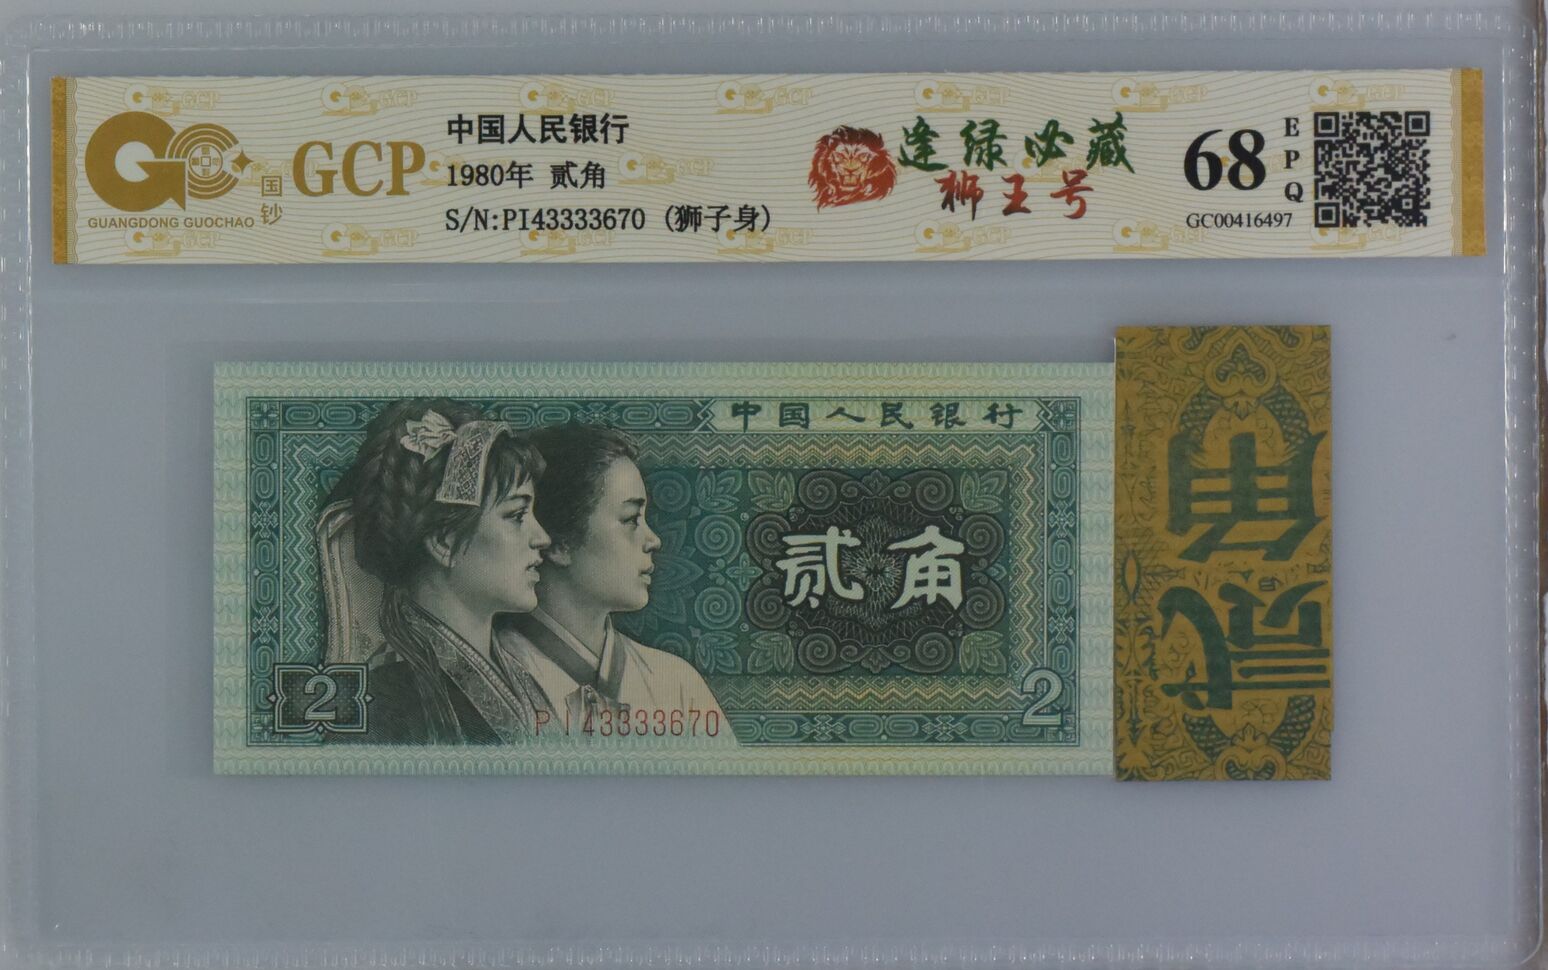 GCP
GUANGDONG GUOCHAO
国钞
中国人民银行
1980年 贰角
S/N:PI43333670 (狮子身)
逢绿必藏
狮王号
68
EPQ
GC00416497
中国人民银行
贰角
2
2
PI43333670
贰角